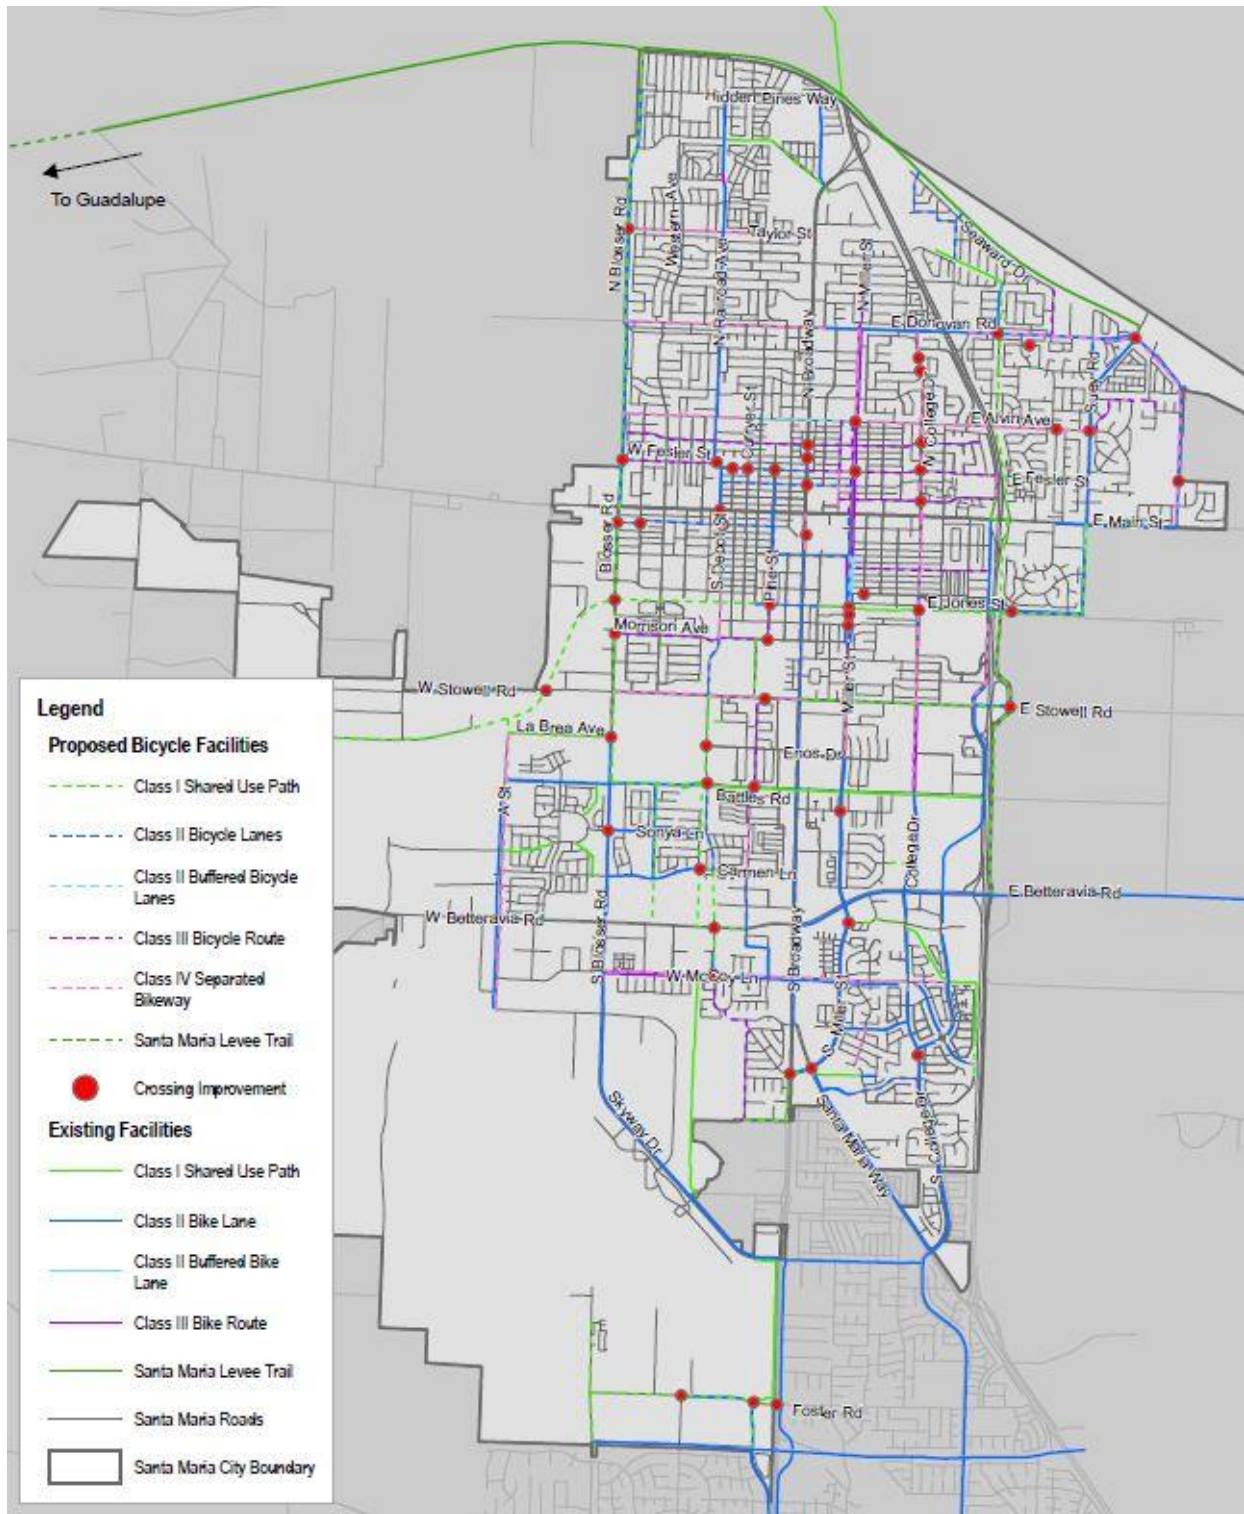 Hidden Pines Way
To Guadalupe
N Blosser Rd
Western Ave
N Railroad Ave
Taylor St
N Broadway
N Miller St
Seaward Dr
E Donovan Rd
Suey Rd
Curryer St
N College Dr
E Alvin Ave
W Fesler St
E Fesler St
E Main St
Blosser Rd
S Depot St
Pine St
E Jones St
Morrison Ave
W Stowell Rd
Miller St
E Stowell Rd
La Brea Ave
Enos Dr
Battles Rd
A St
Sonya Ln
College Dr
Carmen Ln
E Betteravia Rd
W Betteravia Rd
S Blosser Rd
S Broadway
W McCoy Ln
S Miller St
Skyway Dr
Santa Maria Way
S College Dr
Foster Rd
Legend
Proposed Bicycle Facilities
Class I Shared Use Path
Class II Bicycle Lanes
Class II Buffered Bicycle
Lanes
Class III Bicycle Route
Class IV Separated
Bikeway
Santa Maria Levee Trail
Crossing Improvement
Existing Facilities
Class I Shared Use Path
Class II Bike Lane
Class II Buffered Bike
Lane
Class III Bike Route
Santa Maria Levee Trail
Santa Maria Roads
Santa Maria City Boundary